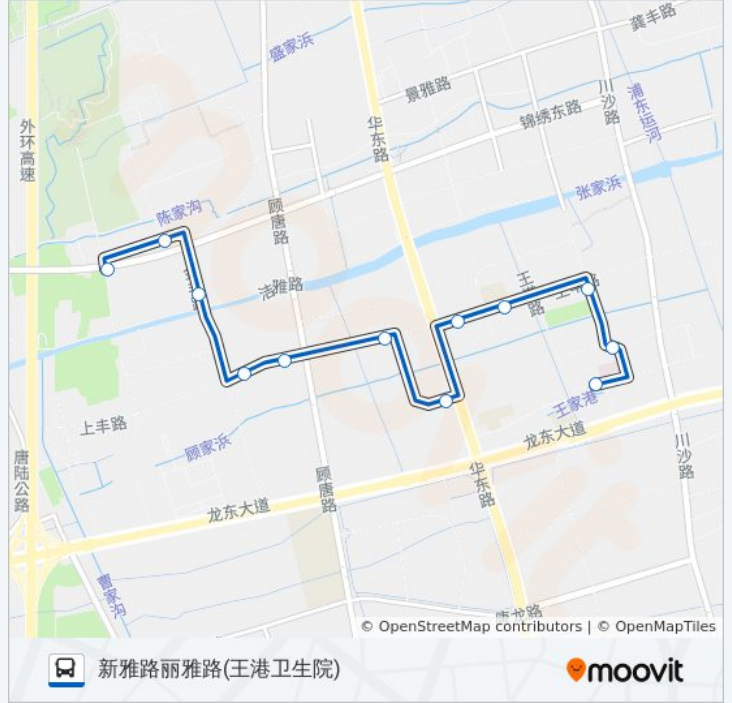 龚丰路
盛家浜
景雅路
川沙路
浦东运河
锦绣东路
华东路
外环高速
张家浜
陈家沟
顾唐路
洁雅路
王家港
上丰路
龙东大道
顾家浜
川沙路
唐陆公路
华东路
顾唐路
龙东大道
曹家沟
© OpenStreetMap contributors | © OpenMapTiles
新雅路丽雅路(王港卫生院)
moovit